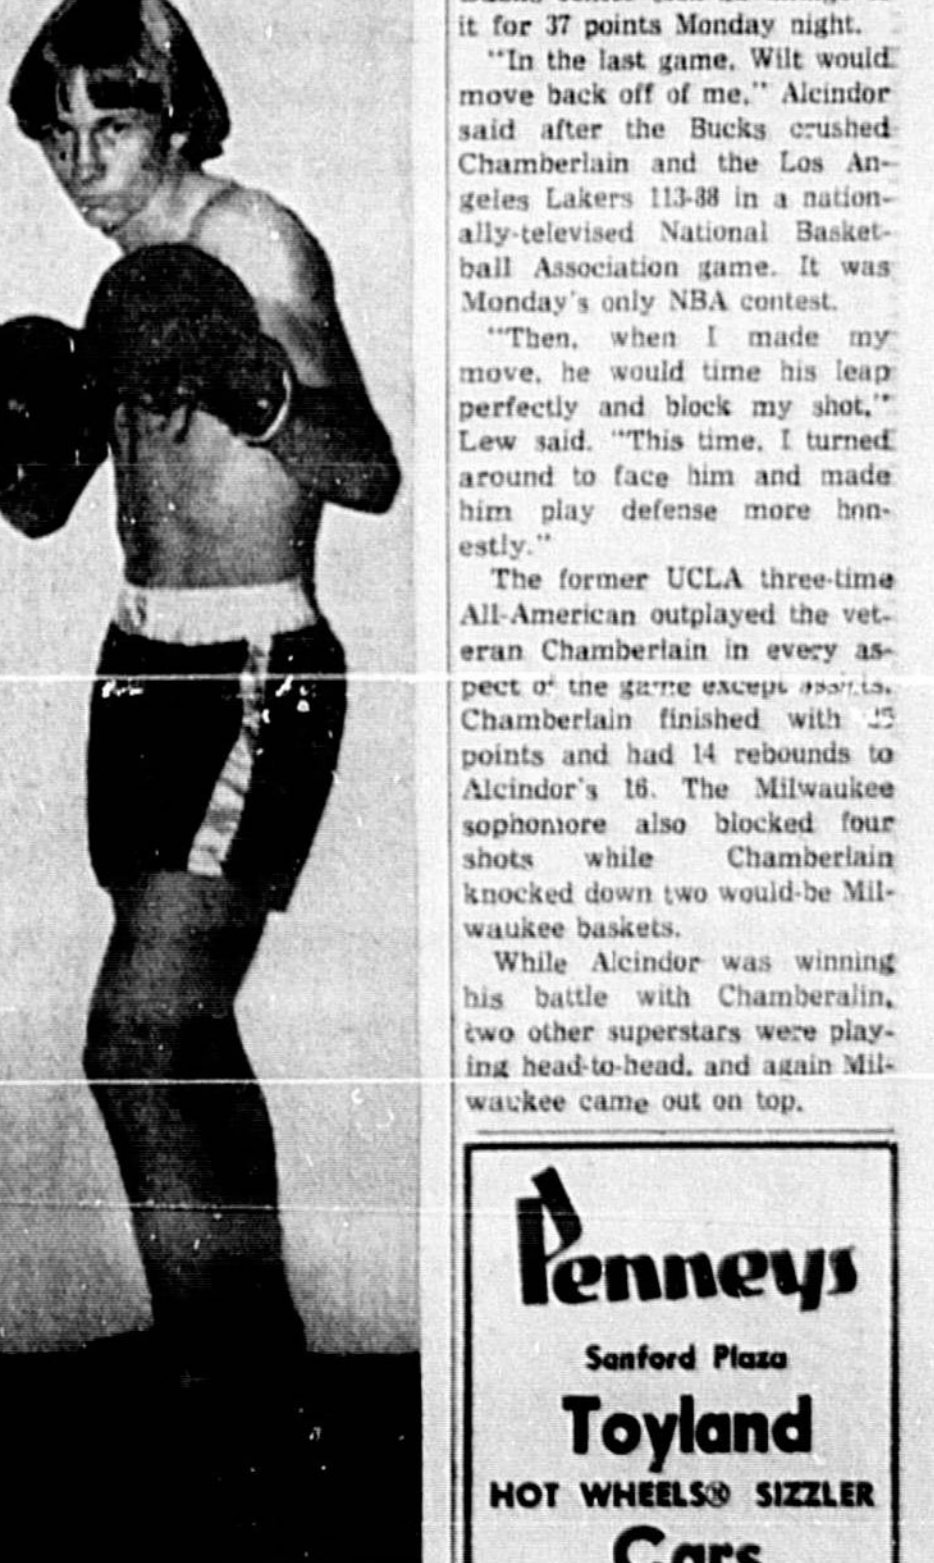 it for 37 points Monday night.
"In the last game, Wilt would
move back off of me," Alcindor
said after the Bucks crushed
Chamberlain and the Los An-
geles Lakers 113-88 in a nation-
ally-televised National Basket-
ball Association game. It was
Monday's only NBA contest.
"Then, when I made my
move, he would time his leap
perfectly and block my shot,"
Lew said. "This time, I turned
around to face him and made
him play defense more hon-
estly."
The former UCLA three-time
All-American outplayed the vet-
eran Chamberlain in every as-
pect of the game except assists.
Chamberlain finished with
points and had 14 rebounds to
Alcindor's 16. The Milwaukee
sophomore also blocked four
shots while Chamberlain
knocked down two would-be Mil-
waukee baskets.
While Alcindor was winning
his battle with Chamberalin,
two other superstars were play-
ing head-to-head, and again Mil-
waukee came out on top.
Penneys
Sanford Plaza
Toyland
HOT WHEELS® SIZZLER
Cars